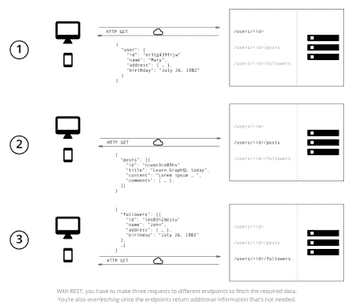 1
HTTP GET
{
"user": {
"id": "er3tg439frjw"
"name": "Mary",
"address": { … },
"birthday": "July 26, 1982"
}
}
/users/<id>
/users/<id>/posts
/users/<id>/followers
2
HTTP GET
{
"posts": [{
"id":
"title": "Learn GraphQL today",
"content": "Lorem ipsum … ",
"comments": [ … ],
}]
}
/users/<id>
/users/<id>/posts
/users/<id>/followers
3
{
"followers": [{
"id":
"name": "John",
"address": { … },
"birthday": "July 26, 1982"
},
…]
}
HTTP GET
/users/<id>
/users/<id>/posts
/users/<id>/followers
With REST, you have to make three requests to different endpoints to fetch the required data.
You're also overfetching since the endpoints return additional information that's not needed.